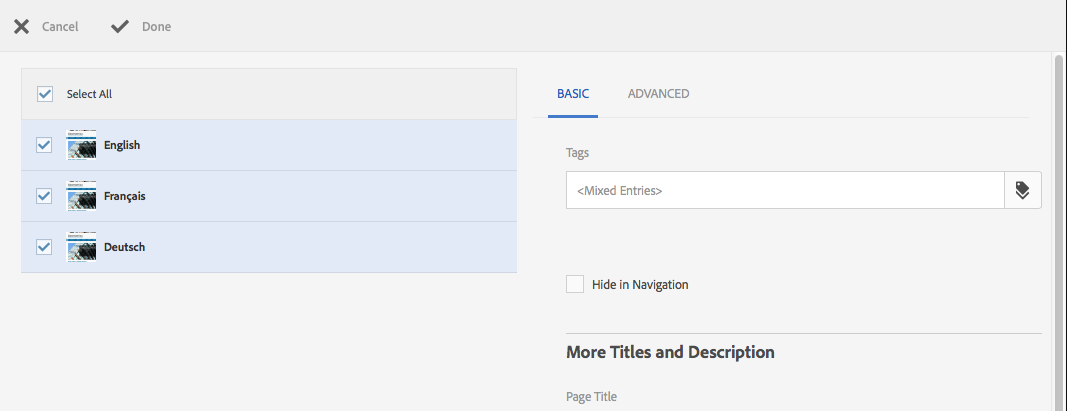 Cancel
Done
Select All
English
Français
Deutsch
BASIC
ADVANCED
Tags
<Mixed Entries>
Hide in Navigation
More Titles and Description
Page Title